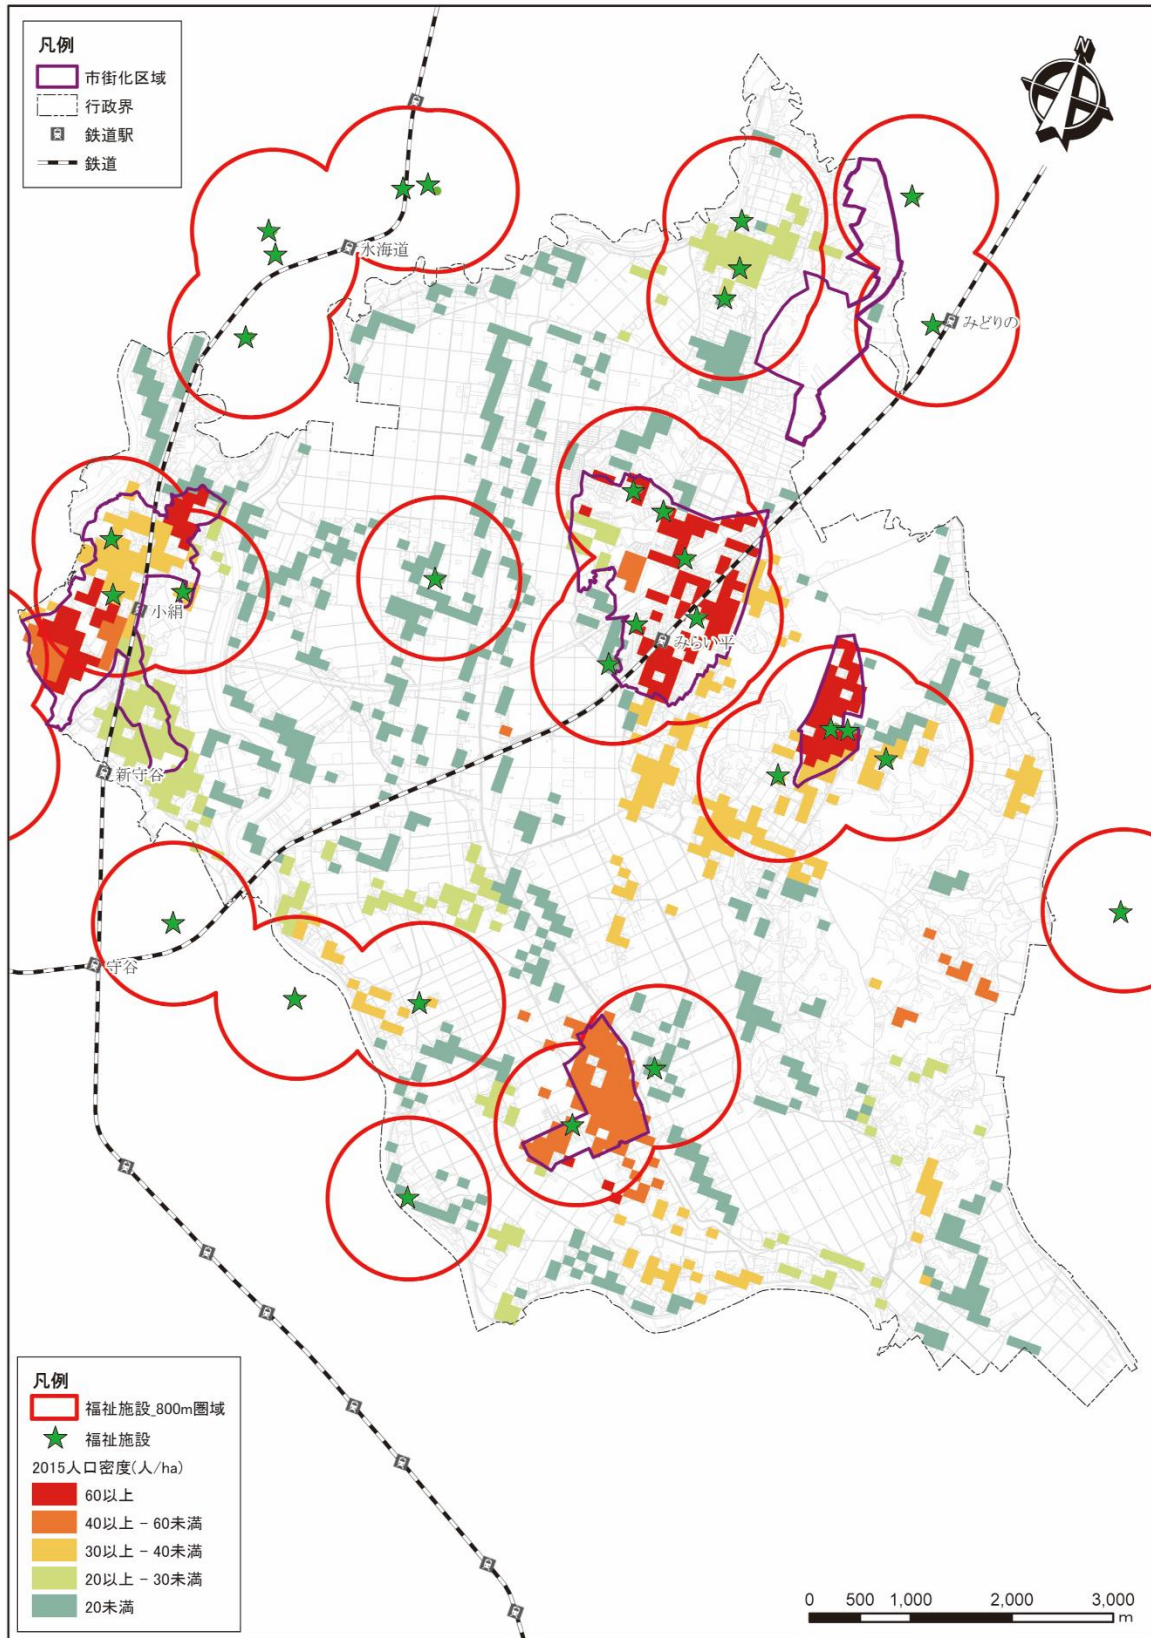 凡例
市街化区域
行政界
鉄道駅
鉄道
N
水海道
みどりの
小絹
みらい平
新守谷
守谷
凡例
福祉施設_800m圏域
福祉施設
2015人口密度(人/ha)
60以上
40以上 - 60未満
30以上 - 40未満
20以上 - 30未満
20未満
0 500 1,000 2,000 3,000
m